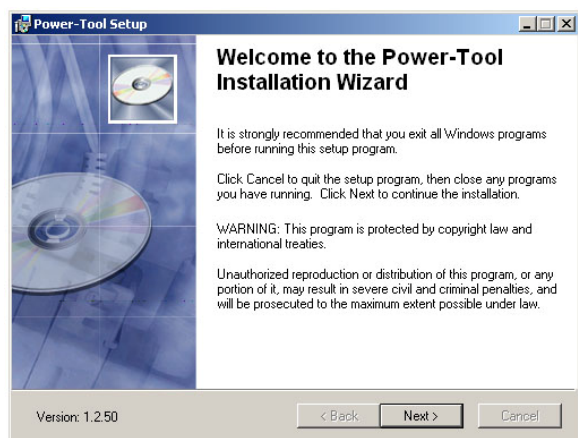 Power-Tool Setup
Welcome to the Power-Tool
Installation Wizard
It is strongly recommended that you exit all Windows programs
before running this setup program.
Click Cancel to quit the setup program, then close any programs
you have running. Click Next to continue the installation.
WARNING: This program is protected by copyright law and
international treaties.
Unauthorized reproduction or distribution of this program, or any
portion of it, may result in severe civil and criminal penalties, and
will be prosecuted to the maximum extent possible under law.
Version: 1.2.50
< Back
Next >
Cancel